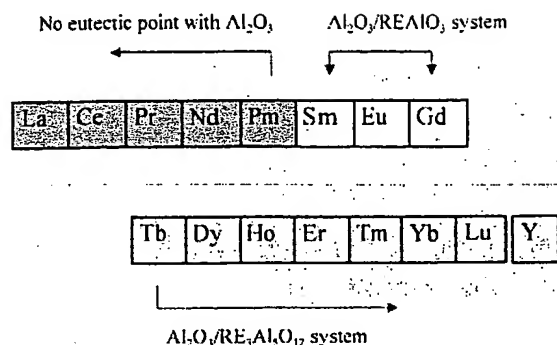 No eutectic point with Al₂O₃
Al₂O₃/REAlO₃ system
La Ce Pr Nd Pm Sm Eu Gd
Tb Dy Ho Er Tm Yb Lu Y
Al₂O₃/RE₃Al₅O₁₂ system